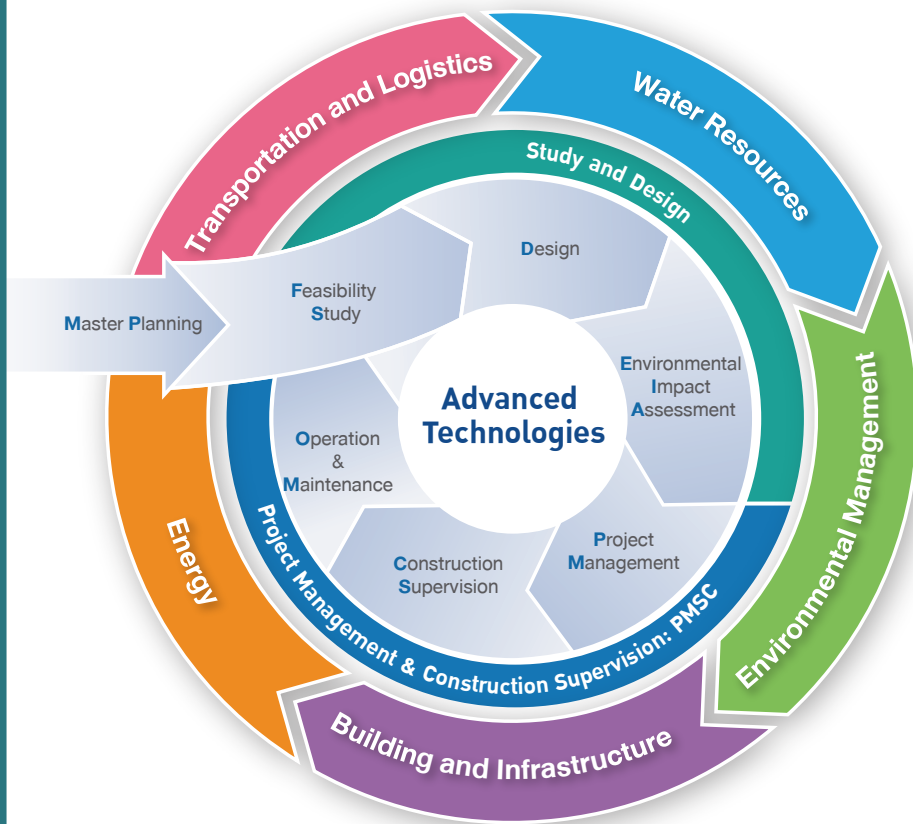 Transportation and Logistics
Water Resources
Study and Design
Design
Feasibility
Study
Master Planning
Environmental
Impact
Assessment
Advanced
Technologies
Operation
&
Maintenance
Project
Management
Construction
Supervision
Project Management & Construction Supervision: PMSC
Environmental Management
Energy
Building and Infrastructure